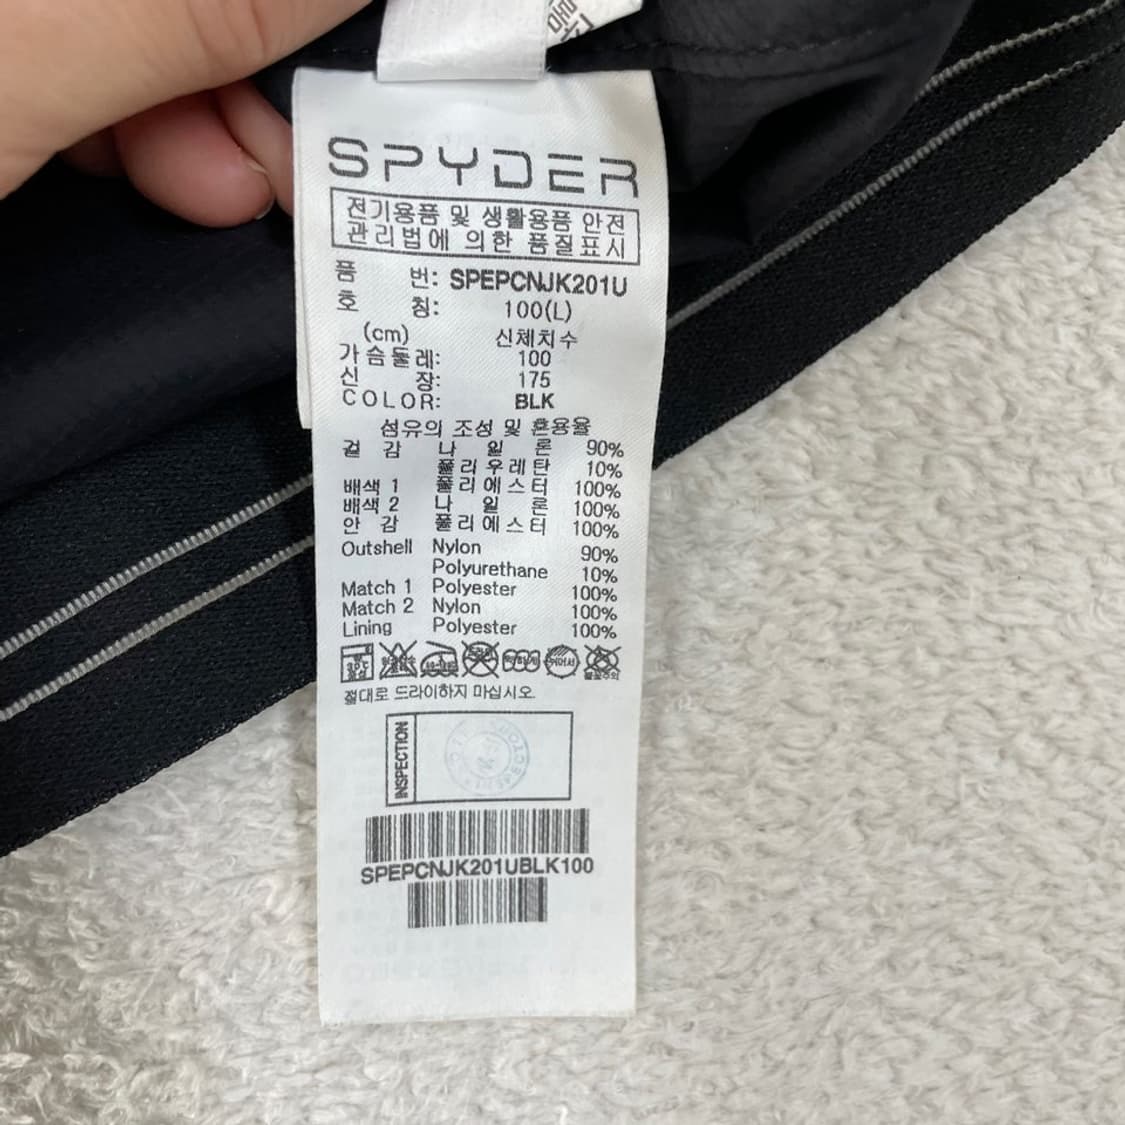 SPYDER
전기용품 및 생활용품 안전
관리법에 의한 품질표시
품 번: SPEPCNJK201U
호 칭: 100(L)
(cm) 신체치수
가슴둘레: 100
신 장: 175
COLOR: BLK
섬유의 조성 및 혼용율
겉 감 나 일 론 90%
폴리우레탄 10%
배색 1 폴리에스터 100%
배색 2 나 일 론 100%
안 감 폴리에스터 100%
Outshell Nylon 90%
Polyurethane 10%
Match 1 Polyester 100%
Match 2 Nylon 100%
Lining Polyester 100%
절대로 드라이하지 마십시오.
INSPECTION
SPEPCNJK201UBLK100